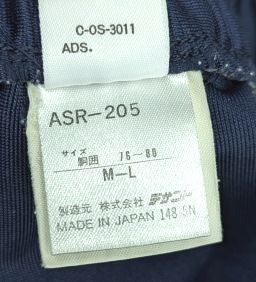 C-OS-3011
ADS.
ASR-205
サイズ
胴囲 76-80
M-L
製造元 株式会社 デサント
MADE IN JAPAN 148 5N